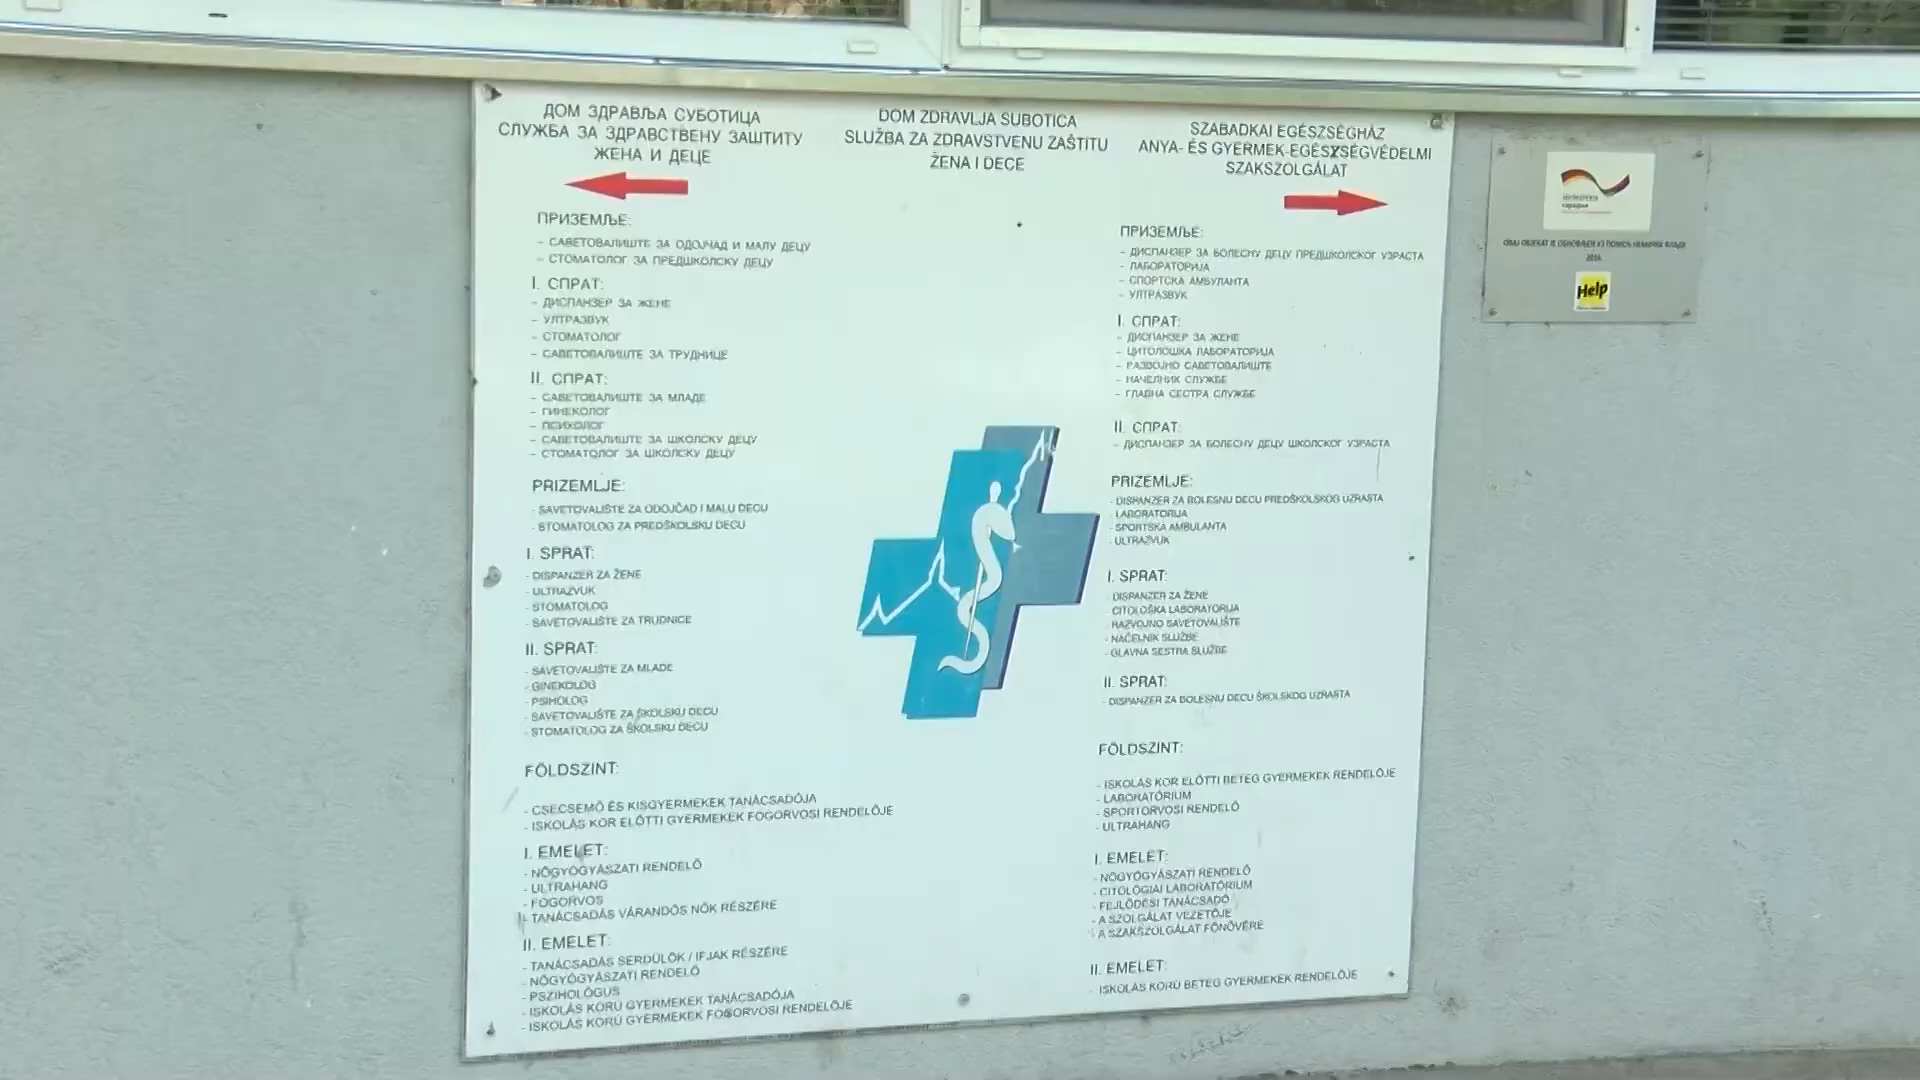 ДОМ ЗДРАВЉА СУБОТИЦА
СЛУЖБА ЗА ЗДРАВСТВЕНУ ЗАШТИТУ
ЖЕНА И ДЕЦЕ
DOM ZDRAVLJA SUBOTICA
SLUŽBA ZA ZDRAVSTVENU ZAŠTITU
ŽENA I DECE
SZABADKAI EGÉSZSÉGHÁZ
ANYA- ÉS GYERMEK-EGÉSZSÉGVÉDELMI
SZAKSZOLGÁLAT
ПРИЗЕМЉЕ:
- САВЕТОВАЛИШТЕ ЗА ОДОЈЧАД И МАЛУ ДЕЦУ
- СТОМАТОЛОГ ЗА ПРЕДШКОЛСКУ ДЕЦУ
I. СПРАТ:
- ДИСПАНЗЕР ЗА ЖЕНЕ
- УЛТРАЗВУК
- СТОМАТОЛОГ
- САВЕТОВАЛИШТЕ ЗА ТРУДНИЦЕ
II. СПРАТ:
- САВЕТОВАЛИШТЕ ЗА МЛАДЕ
- ГИНЕКОЛОГ
- ПСИХОЛОГ
- САВЕТОВАЛИШТЕ ЗА ШКОЛСКУ ДЕЦУ
- СТОМАТОЛОГ ЗА ШКОЛСКУ ДЕЦУ
PRIZEMLJE:
- SAVETOVALIŠTE ZA ODOJČAD I MALU DECU
- STOMATOLOG ZA PREDŠKOLSKU DECU
I. SPRAT:
- DISPANZER ZA ŽENE
- ULTRAZVUK
- STOMATOLOG
- SAVETOVALIŠTE ZA TRUDNICE
II. SPRAT:
- SAVETOVALIŠTE ZA MLADE
- GINEKOLOG
- PSIHOLOG
- SAVETOVALIŠTE ZA ŠKOLSKU DECU
- STOMATOLOG ZA ŠKOLSKU DECU
FÖLDSZINT:
- CSECSEMŐ ÉS KISGYERMEKEK TANÁCSADÓJA
- ISKOLÁS KOR ELŐTTI GYERMEKEK FOGORVOSI RENDELŐJE
I. EMELET:
- NŐGYÓGYÁSZATI RENDELŐ
- ULTRAHANG
- FOGORVOS
- TANÁCSADÁS VÁRANDÓS NŐK RÉSZÉRE
II. EMELET:
- TANÁCSADÁS SERDÜLŐK / IFJAK RÉSZÉRE
- NŐGYÓGYÁSZATI RENDELŐ
- PSZIHOLÓGUS
- ISKOLÁS KORÚ GYERMEKEK TANÁCSADÓJA
- ISKOLÁS KORÚ GYERMEKEK FOGORVOSI RENDELŐJE
ПРИЗЕМЉЕ:
- ДИСПАНЗЕР ЗА БОЛЕСНУ ДЕЦУ ПРЕДШКОЛСКОГ УЗРАСТА
- ЛАБОРАТОРИЈА
- СПОРТСКА АМБУЛАНТА
- УЛТРАЗВУК
I. СПРАТ:
- ДИСПАНЗЕР ЗА ЖЕНЕ
- ЦИТОЛОШКА ЛАБОРАТОРИЈА
- РАЗВОЈНО САВЕТОВАЛИШТЕ
- НАЧЕЛНИК СЛУЖБЕ
- ГЛАВНА СЕСТРА СЛУЖБЕ
II. СПРАТ:
- ДИСПАНЗЕР ЗА БОЛЕСНУ ДЕЦУ ШКОЛСКОГ УЗРАСТА
PRIZEMLJE:
- DISPANZER ZA BOLESNU DECU PREDŠKOLSKOG UZRASTA
- LABORATORIJA
- SPORTSKA AMBULANTA
- ULTRAZVUK
I. SPRAT:
- DISPANZER ZA ŽENE
- CITOLOŠKA LABORATORIJA
- RAZVOJNO SAVETOVALIŠTE
- NAČELNIK SLUŽBE
- GLAVNA SESTRA SLUŽBE
II. SPRAT:
- DISPANZER ZA BOLESNU DECU ŠKOLSKOG UZRASTA
FÖLDSZINT:
- ISKOLÁS KOR ELŐTTI BETEG GYERMEKEK RENDELŐJE
- LABORATÓRIUM
- SPORTORVOSI RENDELŐ
- ULTRAHANG
I. EMELET:
- NŐGYÓGYÁSZATI RENDELŐ
- CITOLÓGIAI LABORATÓRIUM
- FEJLŐDÉSI TANÁCSADÓ
- A SZOLGÁLAT VEZETŐJE
- A SZAKSZOLGÁLAT FŐNŐVÉRE
II. EMELET:
- ISKOLÁS KORÚ BETEG GYERMEKEK RENDELŐJE
ОВАЈ ОБЈЕКАТ ЈЕ ОБНОВЉЕН УЗ ПОМОЋ НЕМАЧКЕ ВЛАДЕ
Help